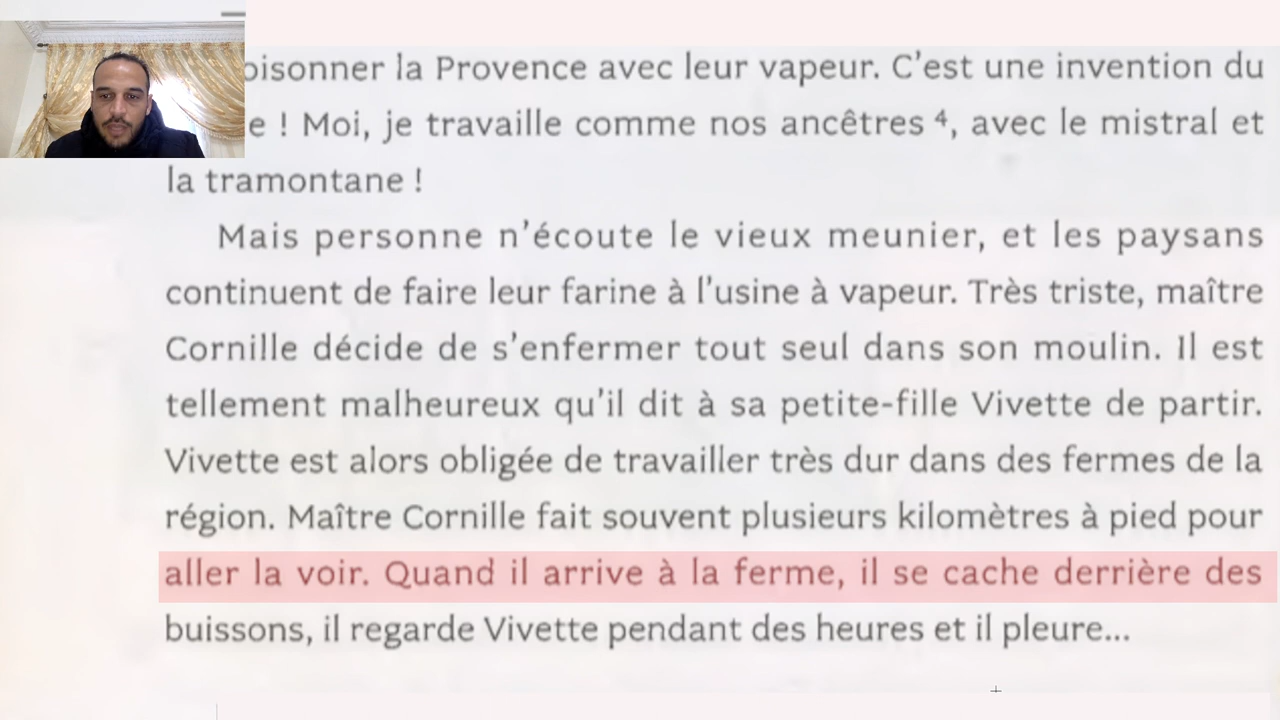 la Provence avec leur vapeur. C'est une invention du
! Moi, je travaille comme nos ancêtres ⁴, avec le mistral et
la tramontane !
Mais personne n'écoute le vieux meunier, et les paysans
continuent de faire leur farine à l'usine à vapeur. Très triste, maître
Cornille décide de s'enfermer tout seul dans son moulin. Il est
tellement malheureux qu'il dit à sa petite-fille Vivette de partir.
Vivette est alors obligée de travailler très dur dans des fermes de la
région. Maître Cornille fait souvent plusieurs kilomètres à pied pour
aller la voir. Quand il arrive à la ferme, il se cache derrière des
buissons, il regarde Vivette pendant des heures et il pleure...